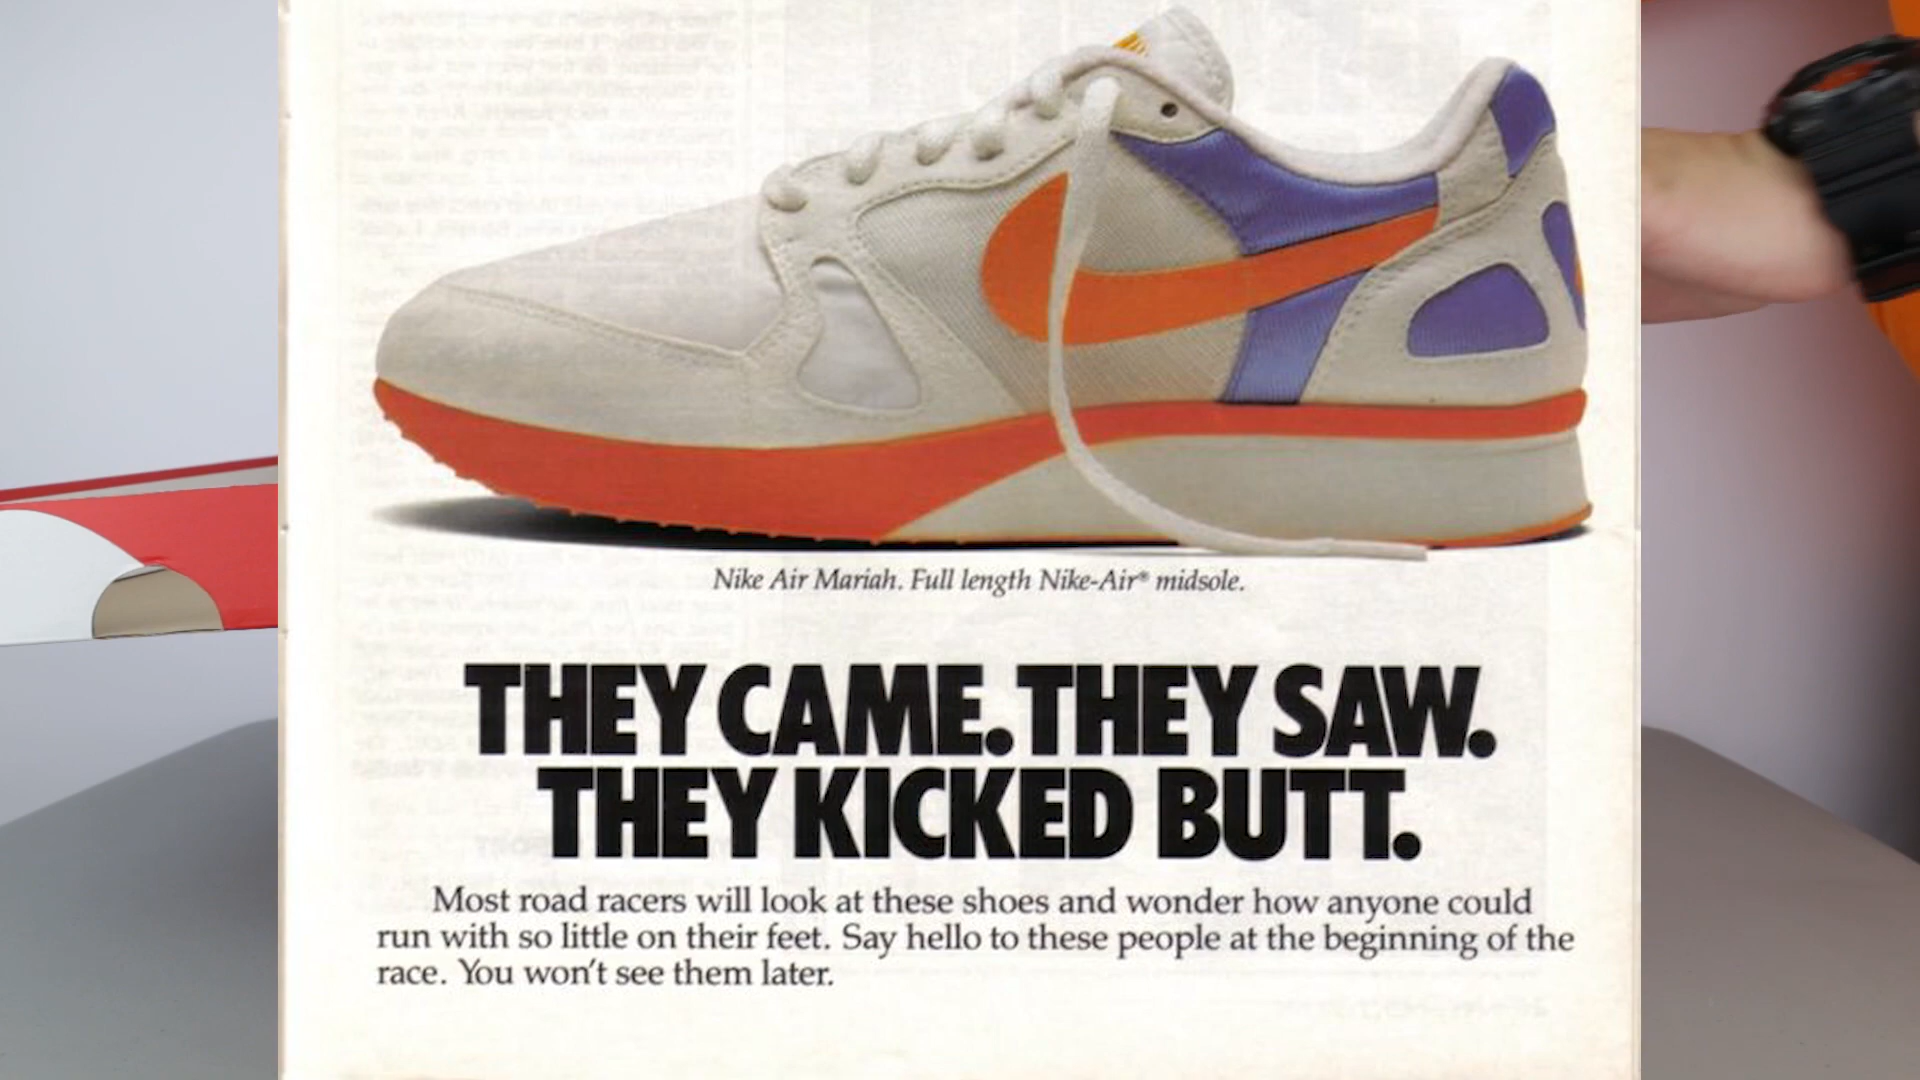 Nike Air Mariah. Full length Nike-Air® midsole.
THEY CAME. THEY SAW.
THEY KICKED BUTT.
Most road racers will look at these shoes and wonder how anyone could
run with so little on their feet. Say hello to these people at the beginning of the
race. You won't see them later.